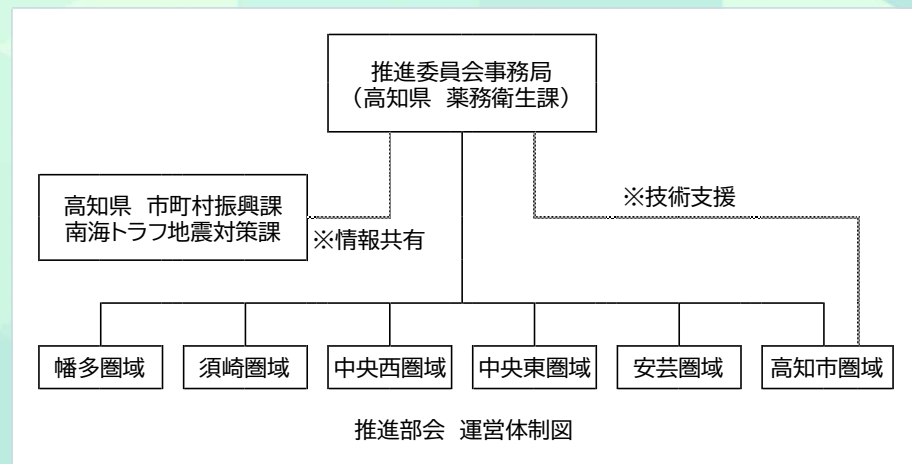 推進委員会事務局
（高知県　薬務衛生課）
高知県　市町村振興課
南海トラフ地震対策課
※情報共有
※技術支援
幡多圏域
須崎圏域
中央西圏域
中央東圏域
安芸圏域
高知市圏域
推進部会　運営体制図